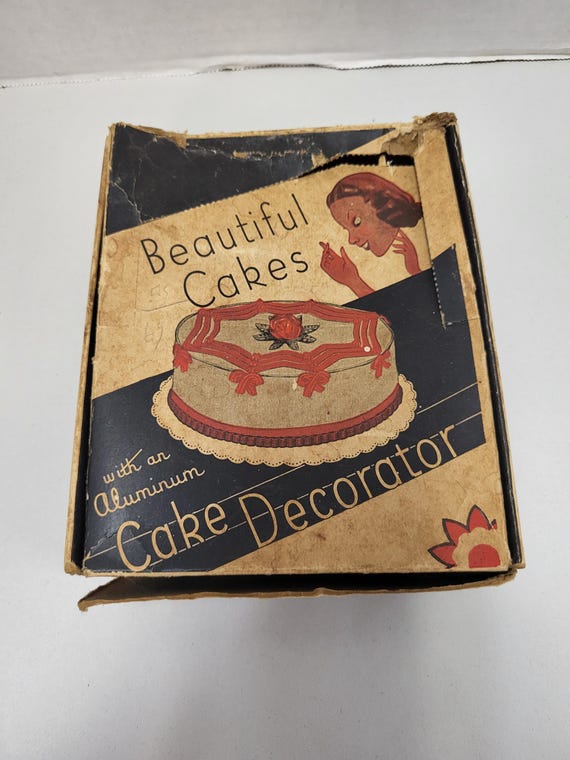 Beautiful
Cakes
with an
Aluminum
Cake Decorator